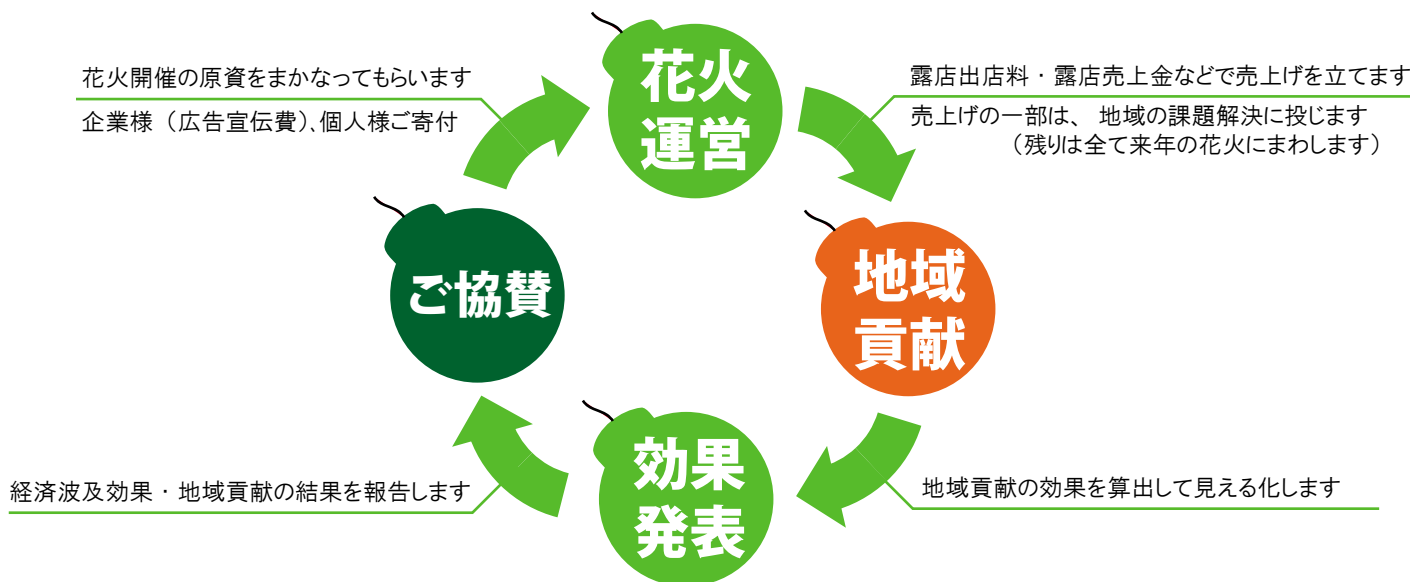 花火
運営
花火開催の原資をまかなってもらいます
企業様（広告宣伝費）、個人様ご寄付
露店出店料・露店売上金などで売上げを立てます
売上げの一部は、地域の課題解決に投じます
（残りは全て来年の花火にまわします）
ご協賛
地域
貢献
効果
発表
経済波及効果・地域貢献の結果を報告します
地域貢献の効果を算出して見える化します